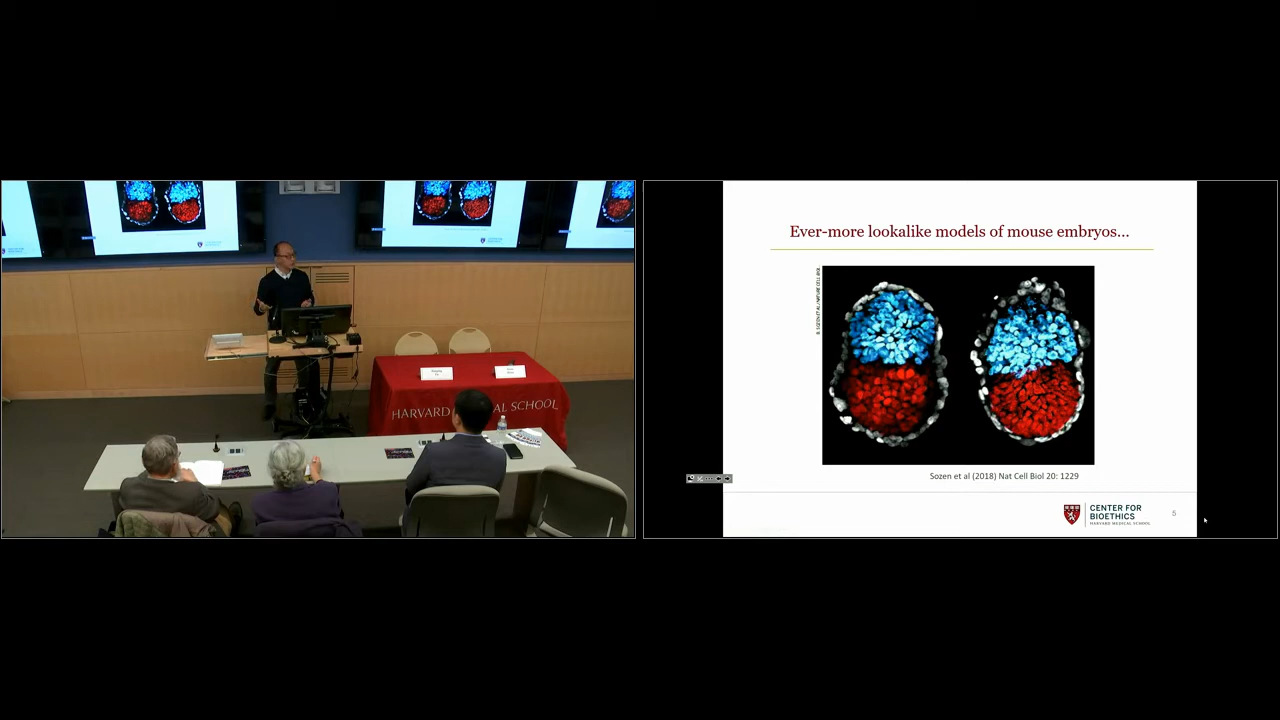 HARVARD MEDICAL SCHOOL
Ever-more lookalike models of mouse embryos...
Sozen et al (2018) Nat Cell Biol 20: 1229
CENTER FOR
BIOETHICS
HARVARD MEDICAL SCHOOL
5